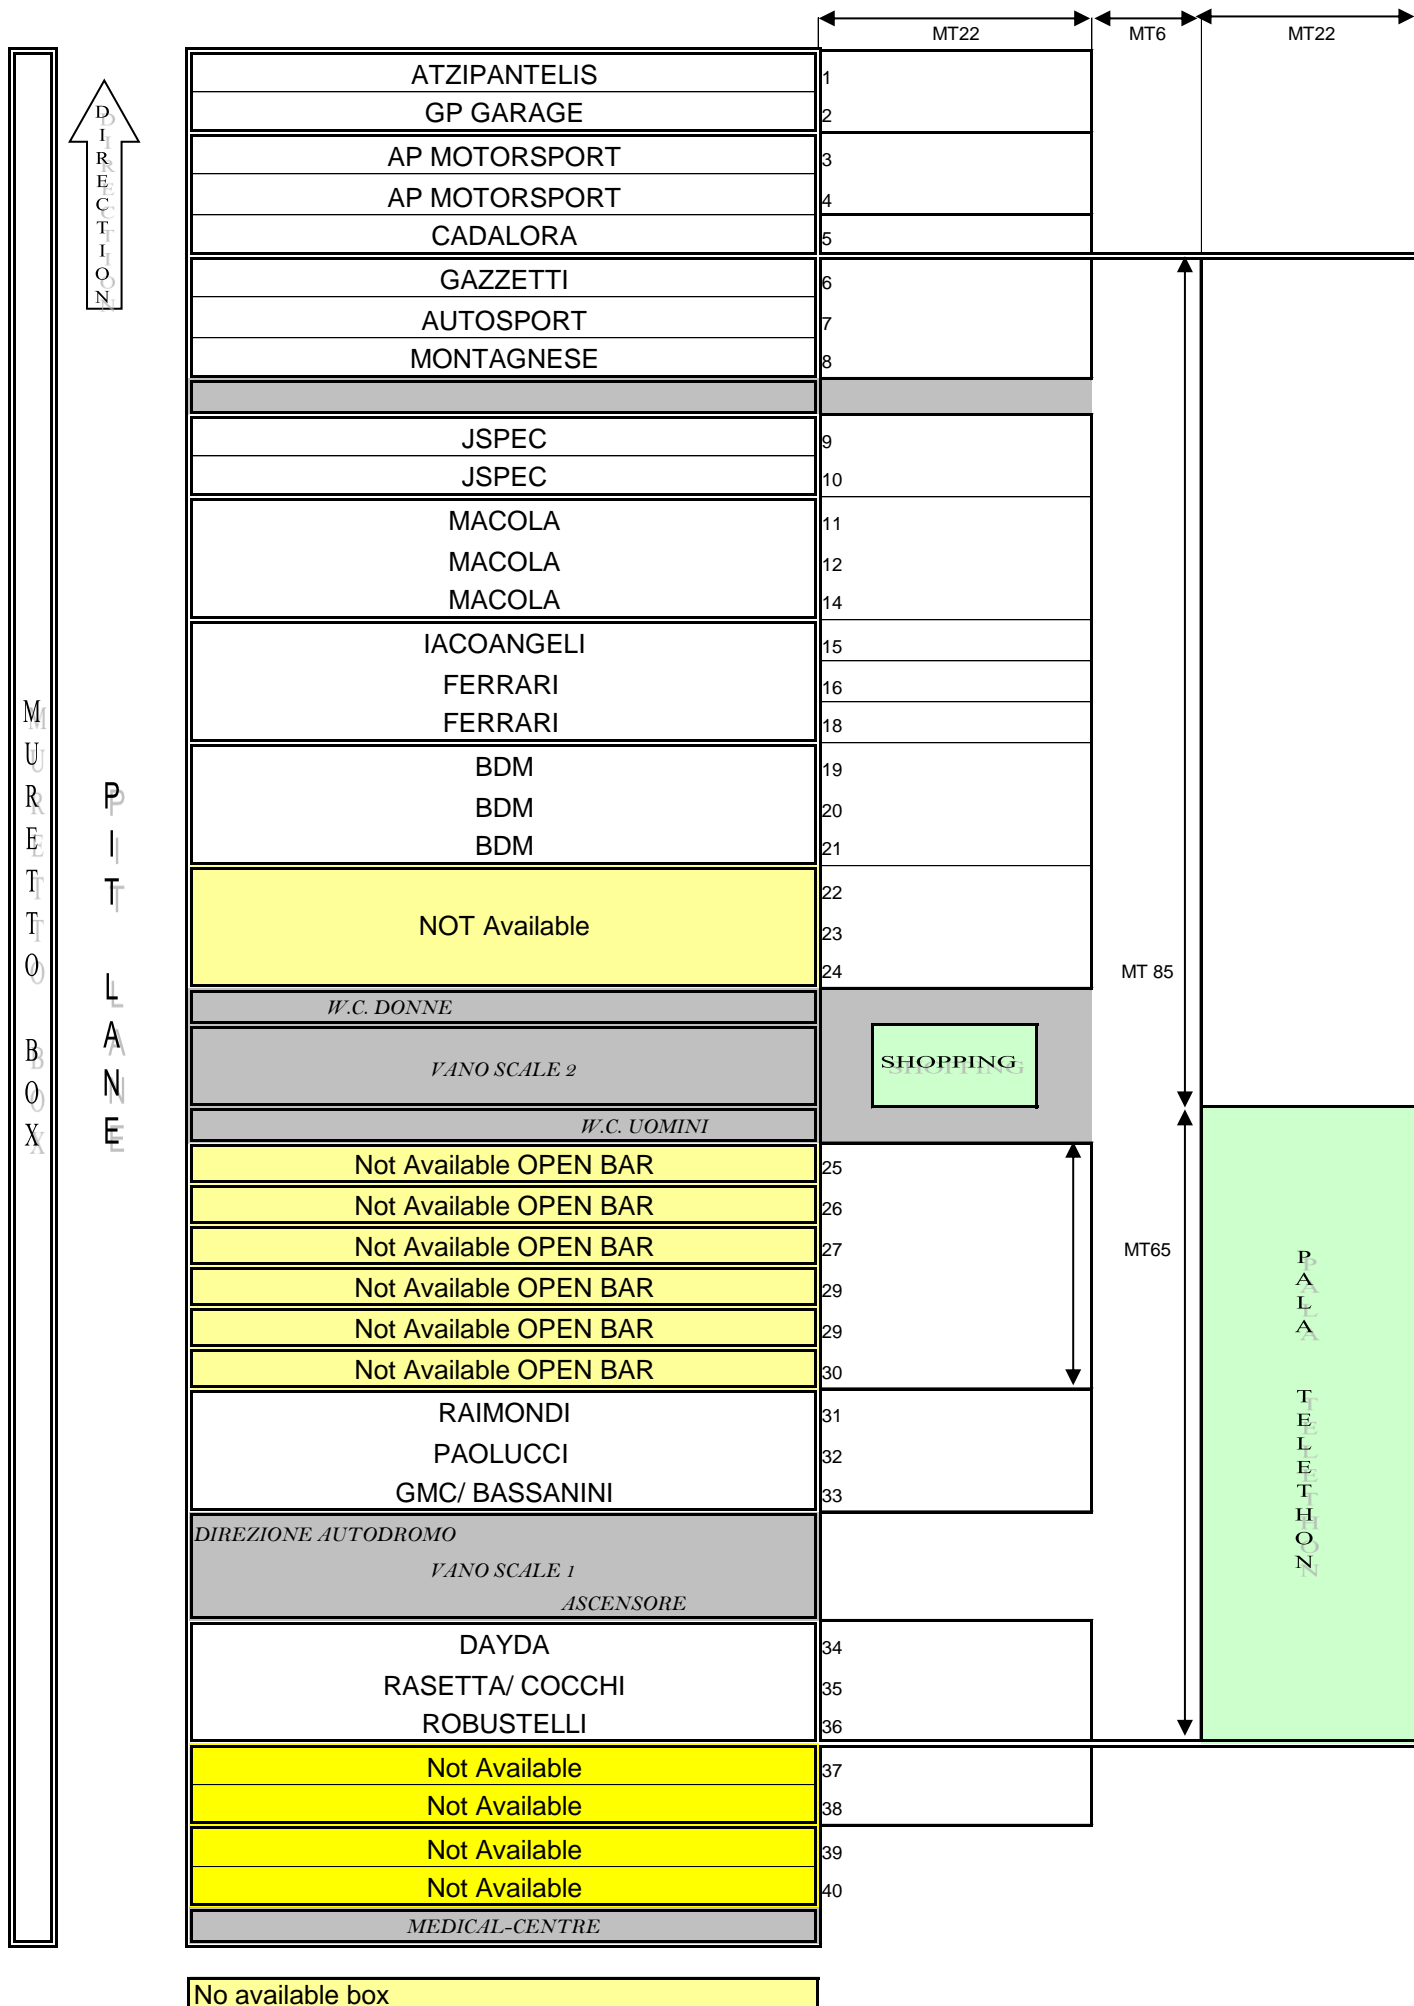 MT22 MT6 MT22
DIRECTION
ATZIPANTELIS 1
GP GARAGE 2
AP MOTORSPORT 3
AP MOTORSPORT 4
CADALORA 5
GAZZETTI 6
AUTOSPORT 7
MONTAGNESE 8
JSPEC 9
JSPEC 10
MACOLA 11
MACOLA 12
MACOLA 14
IACOANGELI 15
FERRARI 16
FERRARI 18
BDM 19
BDM 20
BDM 21
MURETTO BOX
PIT LANE
22
NOT Available 23
24 MT 85
W.C. DONNE
VANO SCALE 2 SHOPPING
W.C. UOMINI
Not Available OPEN BAR 25
Not Available OPEN BAR 26
Not Available OPEN BAR 27 MT65
Not Available OPEN BAR 29
Not Available OPEN BAR 29
Not Available OPEN BAR 30
PALA TELETHON
RAIMONDI 31
PAOLUCCI 32
GMC/ BASSANINI 33
DIREZIONE AUTODROMO
VANO SCALE 1
ASCENSORE
DAYDA 34
RASETTA/ COCCHI 35
ROBUSTELLI 36
Not Available 37
Not Available 38
Not Available 39
Not Available 40
MEDICAL-CENTRE
No available box